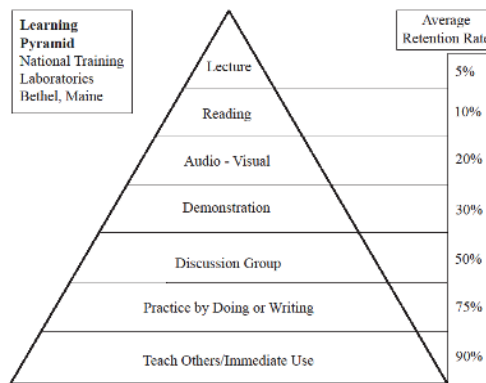 Learning
Pyramid
National Training
Laboratories
Bethel, Maine
Average
Retention Rate
Lecture
5%
Reading
10%
Audio - Visual
20%
Demonstration
30%
Discussion Group
50%
Practice by Doing or Writing
75%
Teach Others/Immediate Use
90%